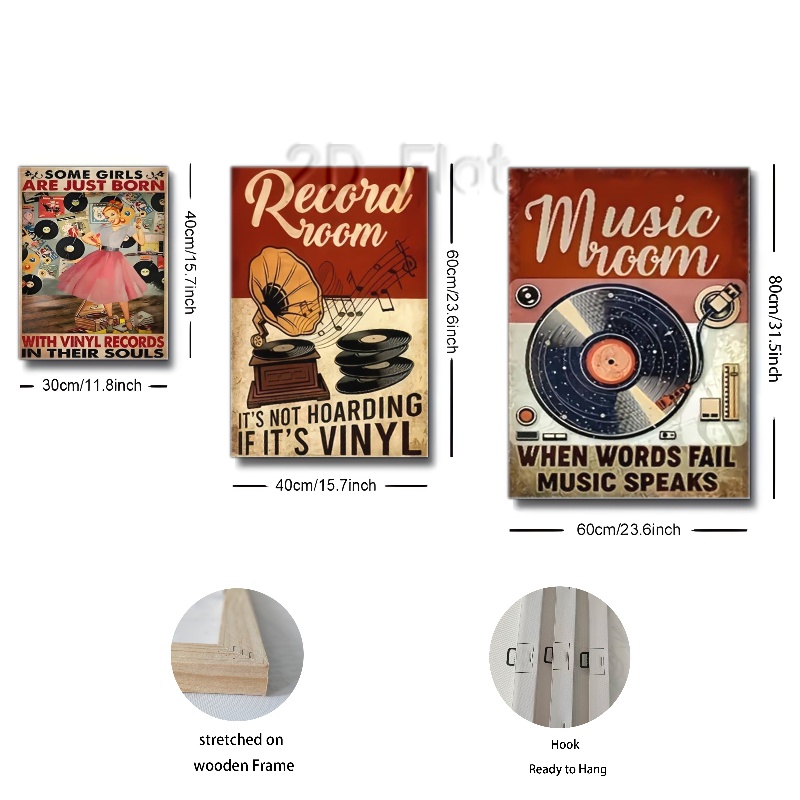 2D Flat
SOME GIRLS
ARE JUST BORN
WITH VINYL RECORDS
IN THEIR SOULS
40cm/15.7inch
30cm/11.8inch
Record
room
IT'S NOT HOARDING
IF IT'S VINYL
60cm/23.6inch
40cm/15.7inch
Music
room
WHEN WORDS FAIL
MUSIC SPEAKS
80cm/31.5inch
60cm/23.6inch
stretched on
wooden Frame
Hook
Ready to Hang